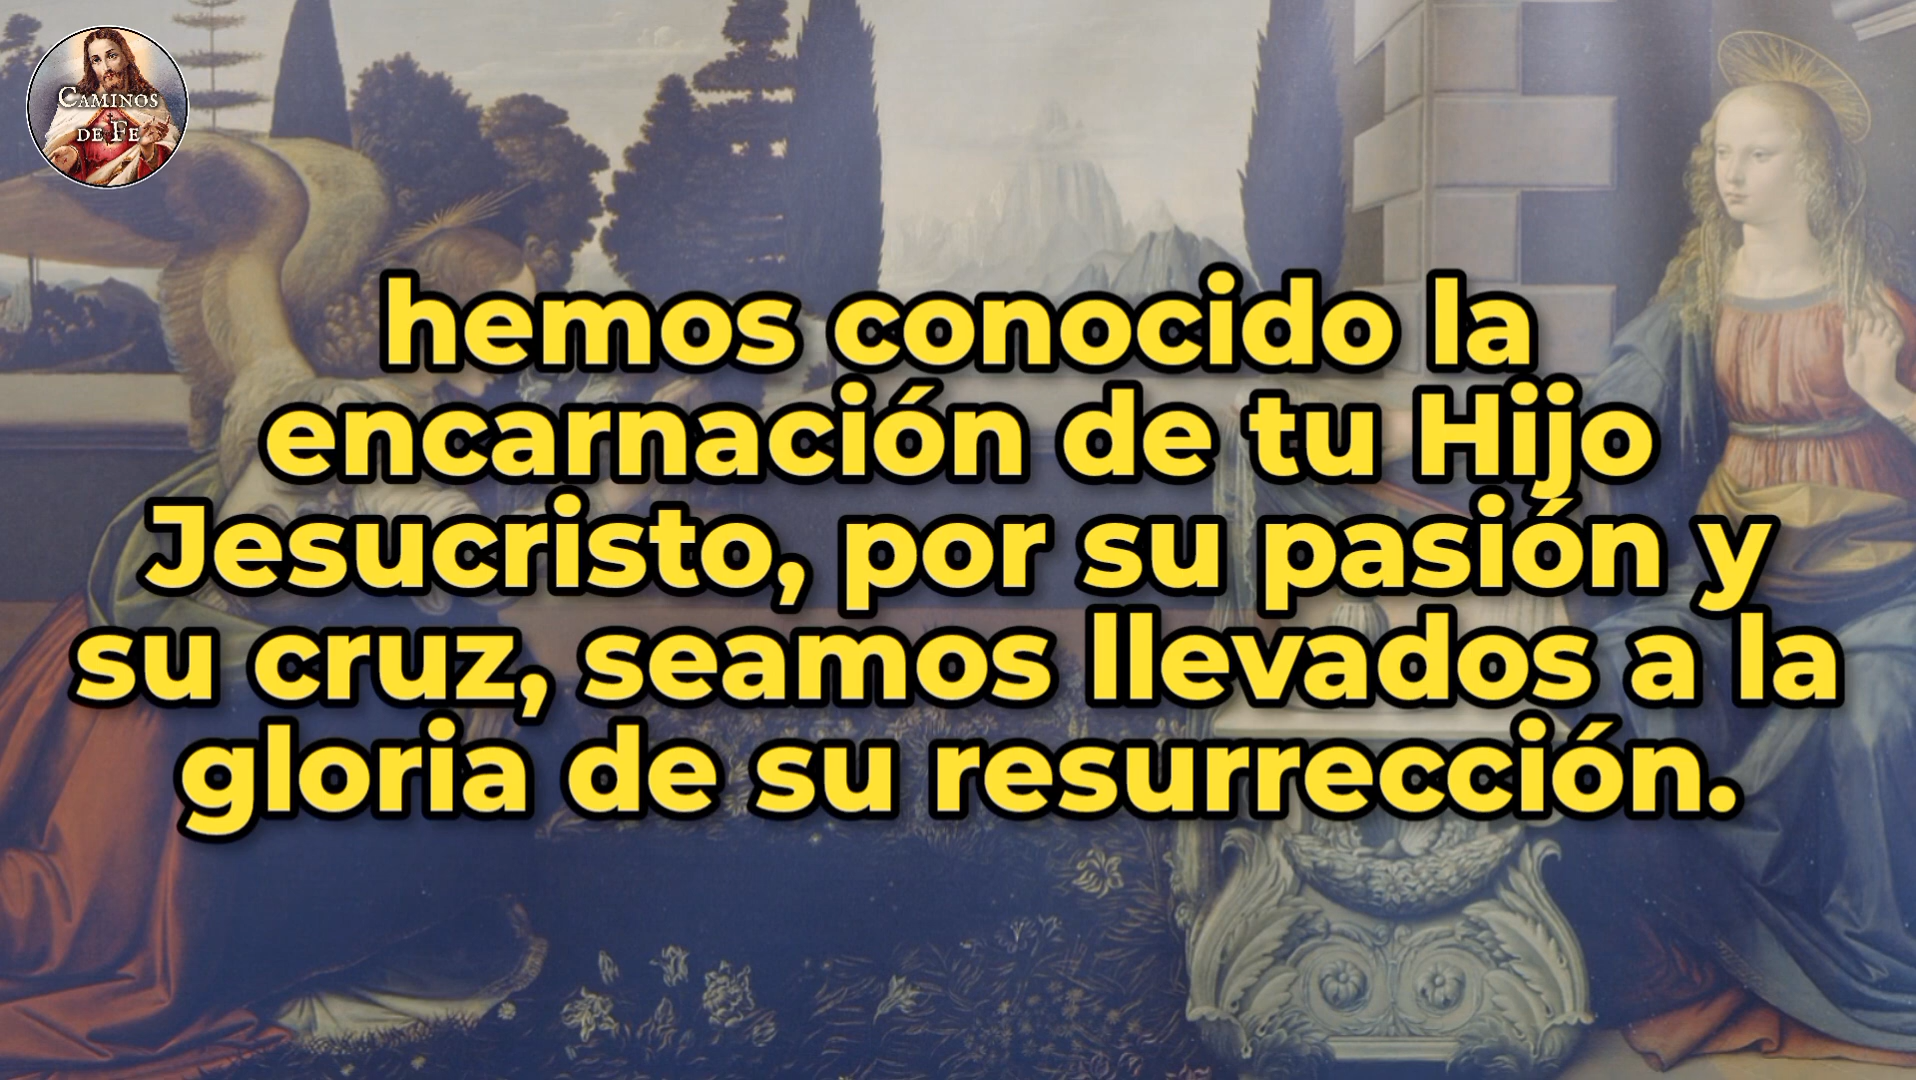 CAMINOS
DE FE
hemos conocido la
encarnación de tu Hijo
Jesucristo, por su pasión y
su cruz, seamos llevados a la
gloria de su resurrección.